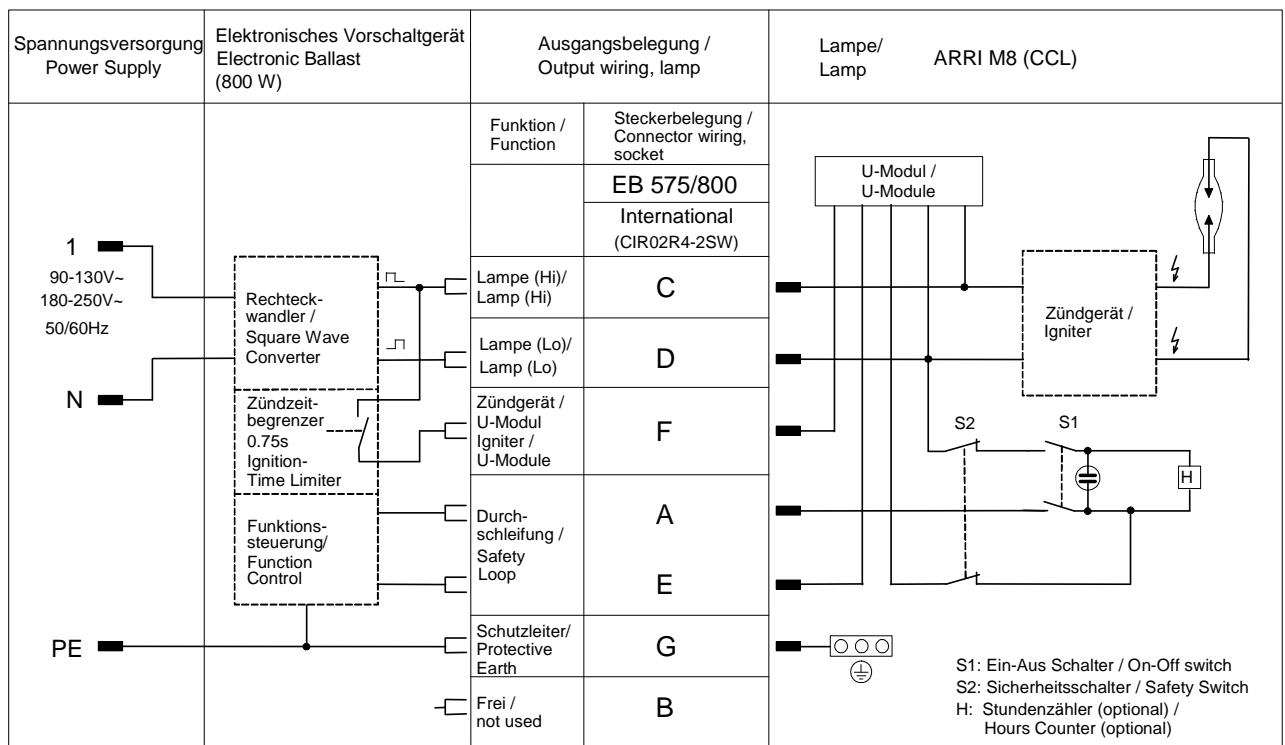 Spannungsversorgung
Power Supply
Elektronisches Vorschaltgerät
Electronic Ballast
(800 W)
Ausgangsbelegung /
Output wiring, lamp
Lampe/
Lamp
ARRI M8 (CCL)
Funktion /
Function
Steckerbelegung /
Connector wiring,
socket
EB 575/800
International
(CIR02R4-2SW)
1
90-130V~
180-250V~
50/60Hz
N
PE
Rechteck-
wandler /
Square Wave
Converter
Zündzeit-
begrenzer
0.75s
Ignition-
Time Limiter
Funktions-
steuerung/
Function
Control
Lampe (Hi)/
Lamp (Hi)
C
Lampe (Lo)/
Lamp (Lo)
D
Zündgerät /
U-Modul
Igniter /
U-Module
F
Durch-
schleifung /
Safety
Loop
A
E
Schutzleiter/
Protective
Earth
G
Frei /
not used
B
U-Modul /
U-Module
Zündgerät /
Igniter
S2
S1
H
S1: Ein-Aus Schalter / On-Off switch
S2: Sicherheitsschalter / Safety Switch
H: Stundenzähler (optional) /
Hours Counter (optional)